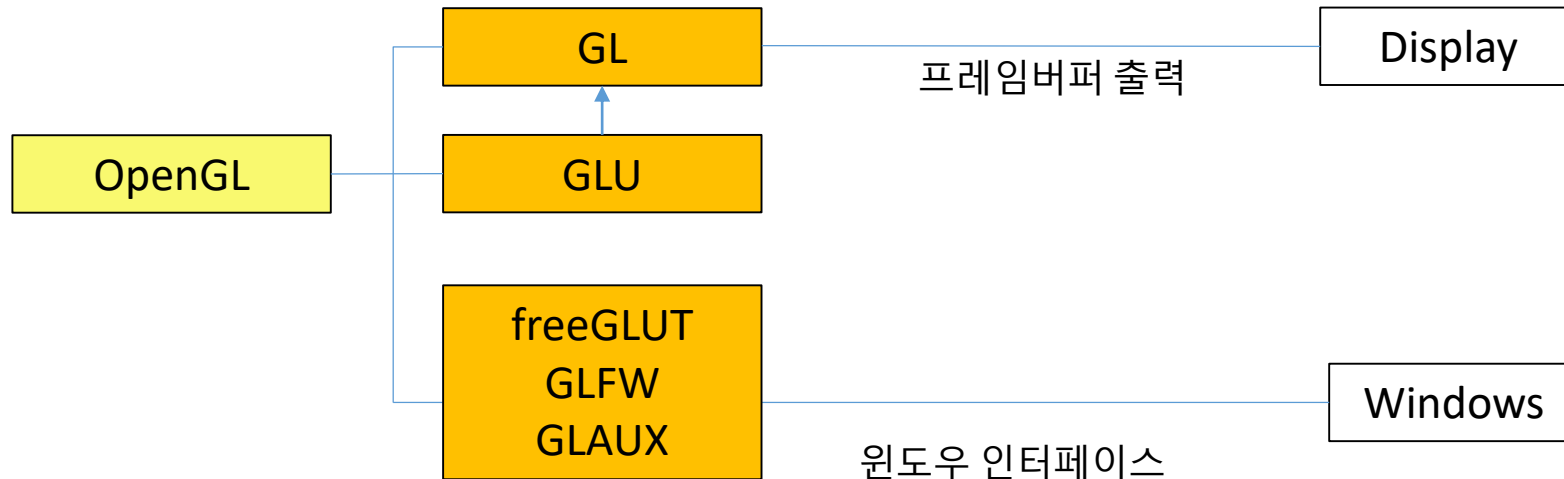 GL
Display
프레임버퍼 출력
OpenGL
GLU
freeGLUT
GLFW
GLAUX
Windows
윈도우 인터페이스